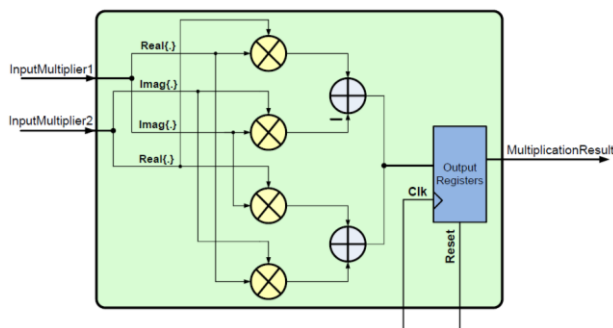 Real{.}
InputMultiplier1
Imag{.}
InputMultiplier2
Imag{.}
Real{.}
Output
Registers
MultiplicationResult
Clk
Reset